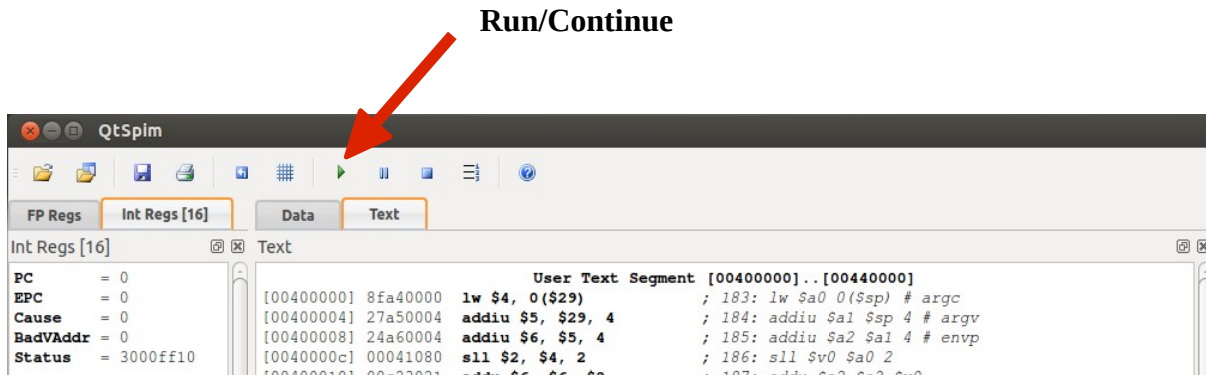 Run/Continue
QtSpim
FP Regs Int Regs [16] Data Text
Int Regs [16] Text
PC = 0 User Text Segment [00400000]..[00440000]
EPC = 0 [00400000] 8fa40000 lw $4, 0($29) ; 183: lw $a0 0($sp) # argc
Cause = 0 [00400004] 27a50004 addiu $5, $29, 4 ; 184: addiu $a1 $sp 4 # argv
BadVAddr = 0 [00400008] 24a60004 addiu $6, $5, 4 ; 185: addiu $a2 $a1 4 # envp
Status = 3000ff10 [0040000c] 00041080 sll $2, $4, 2 ; 186: sll $v0 $a0 2